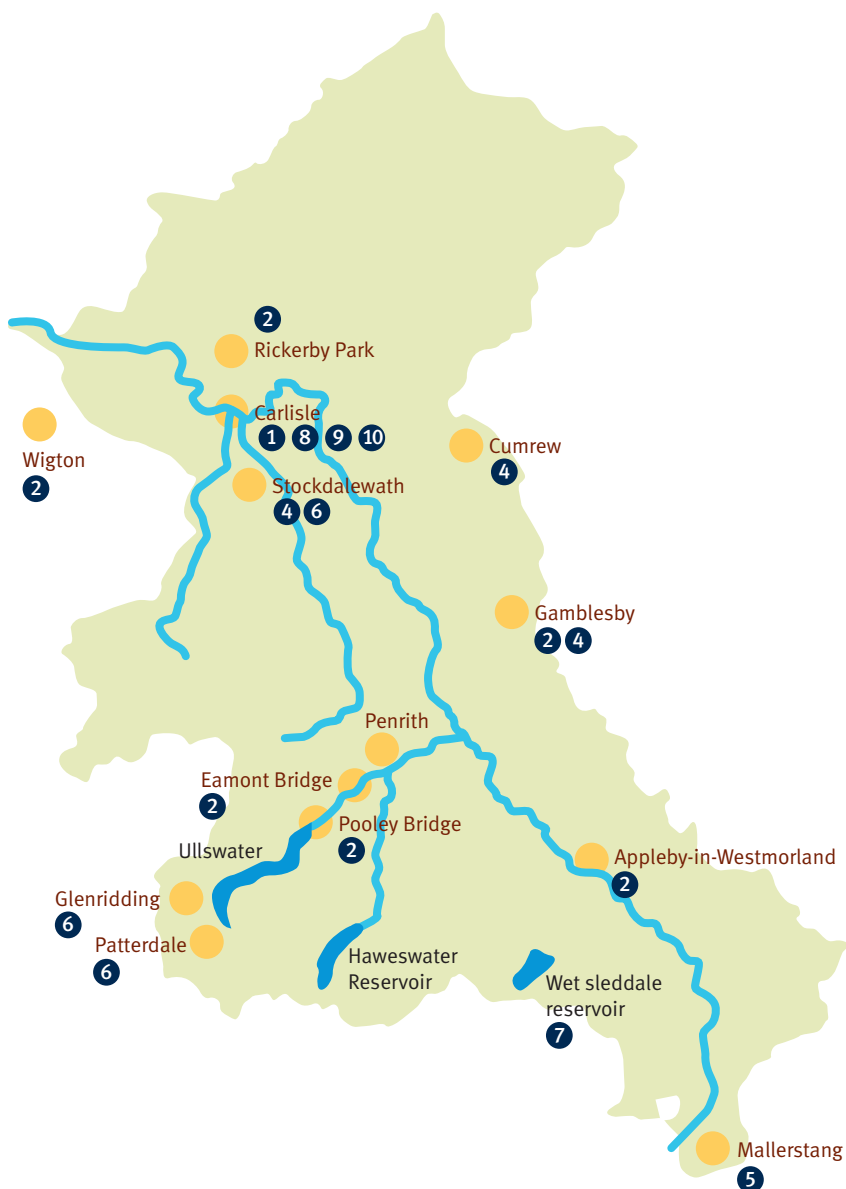 2
Rickerby Park
Carlisle
1 8 9 10
Wigton
2
Cumrew
4
Stockdalewath
4 6
Gamblesby
2 4
Penrith
Eamont Bridge
2
Pooley Bridge
2
Ullswater
Appleby-in-Westmorland
2
Glenridding
6
Patterdale
6
Haweswater
Reservoir
Wet sleddale
reservoir
7
Mallerstang
5